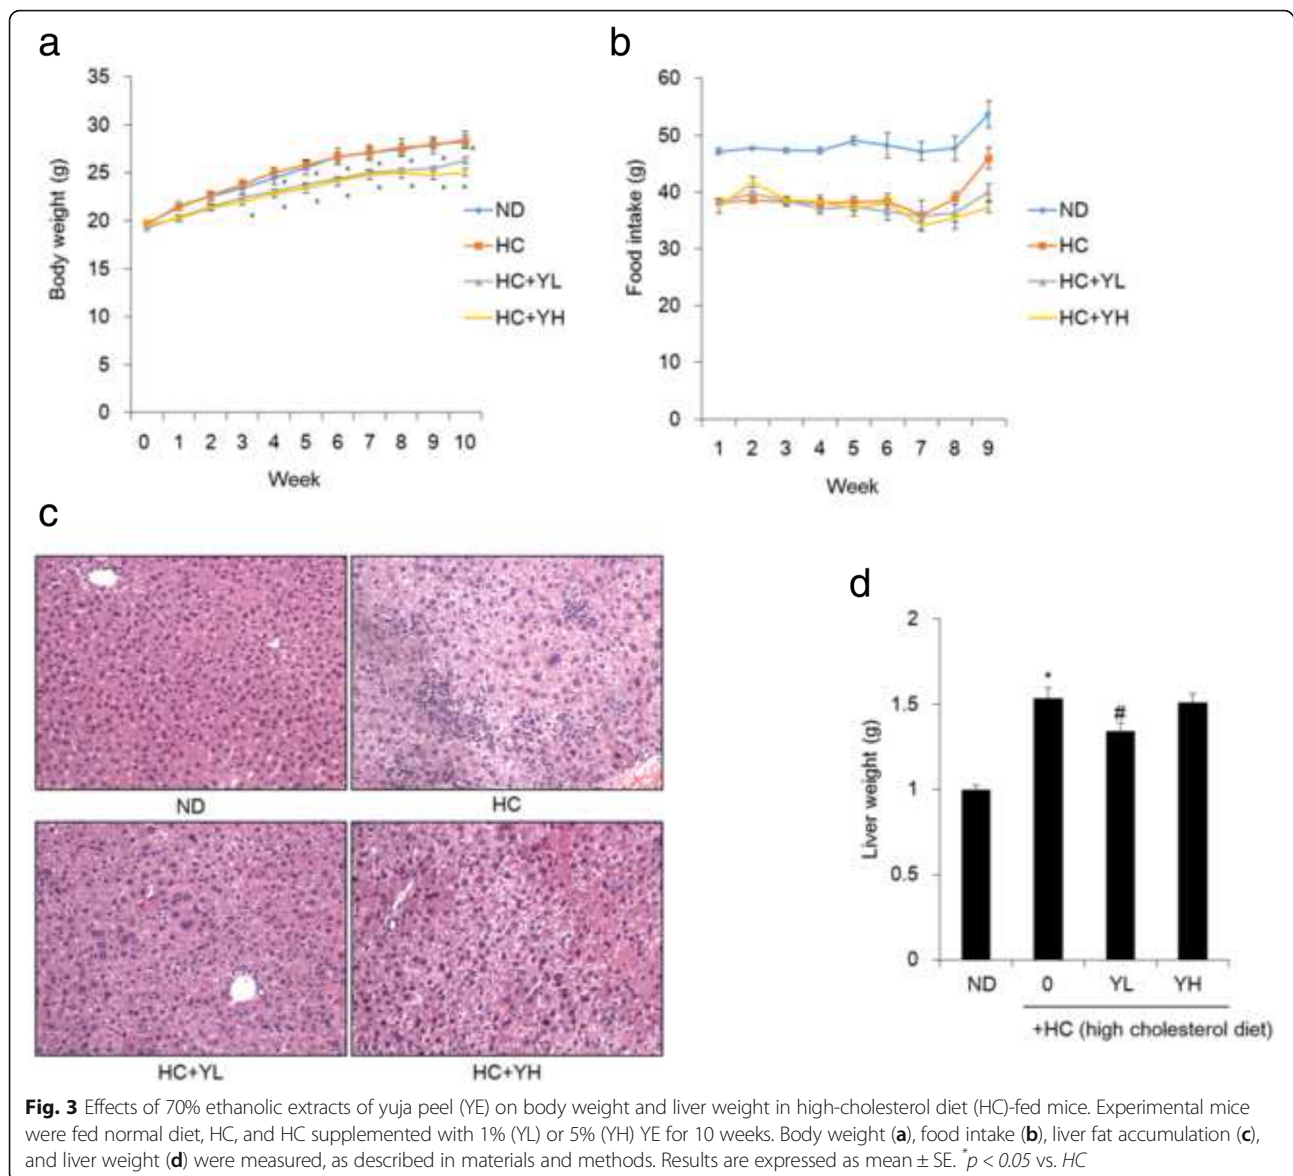 a
35
30
25
20
15
10
5
0
Body weight (g)
0 1 2 3 4 5 6 7 8 9 10
Week
* * * * * * * *
* * * * * * * *
ND
HC
HC+YL
HC+YH
b
60
50
40
30
20
10
0
Food intake (g)
1 2 3 4 5 6 7 8 9
Week
ND
HC
HC+YL
HC+YH
c
ND
HC
HC+YL
HC+YH
d
2
1.5
1
0.5
0
Liver weight (g)
*
#
ND 0 YL YH
+HC (high cholesterol diet)
Fig. 3 Effects of 70% ethanolic extracts of yuja peel (YE) on body weight and liver weight in high-cholesterol diet (HC)-fed mice. Experimental mice
were fed normal diet, HC, and HC supplemented with 1% (YL) or 5% (YH) YE for 10 weeks. Body weight (a), food intake (b), liver fat accumulation (c),
and liver weight (d) were measured, as described in materials and methods. Results are expressed as mean ± SE. *p < 0.05 vs. HC